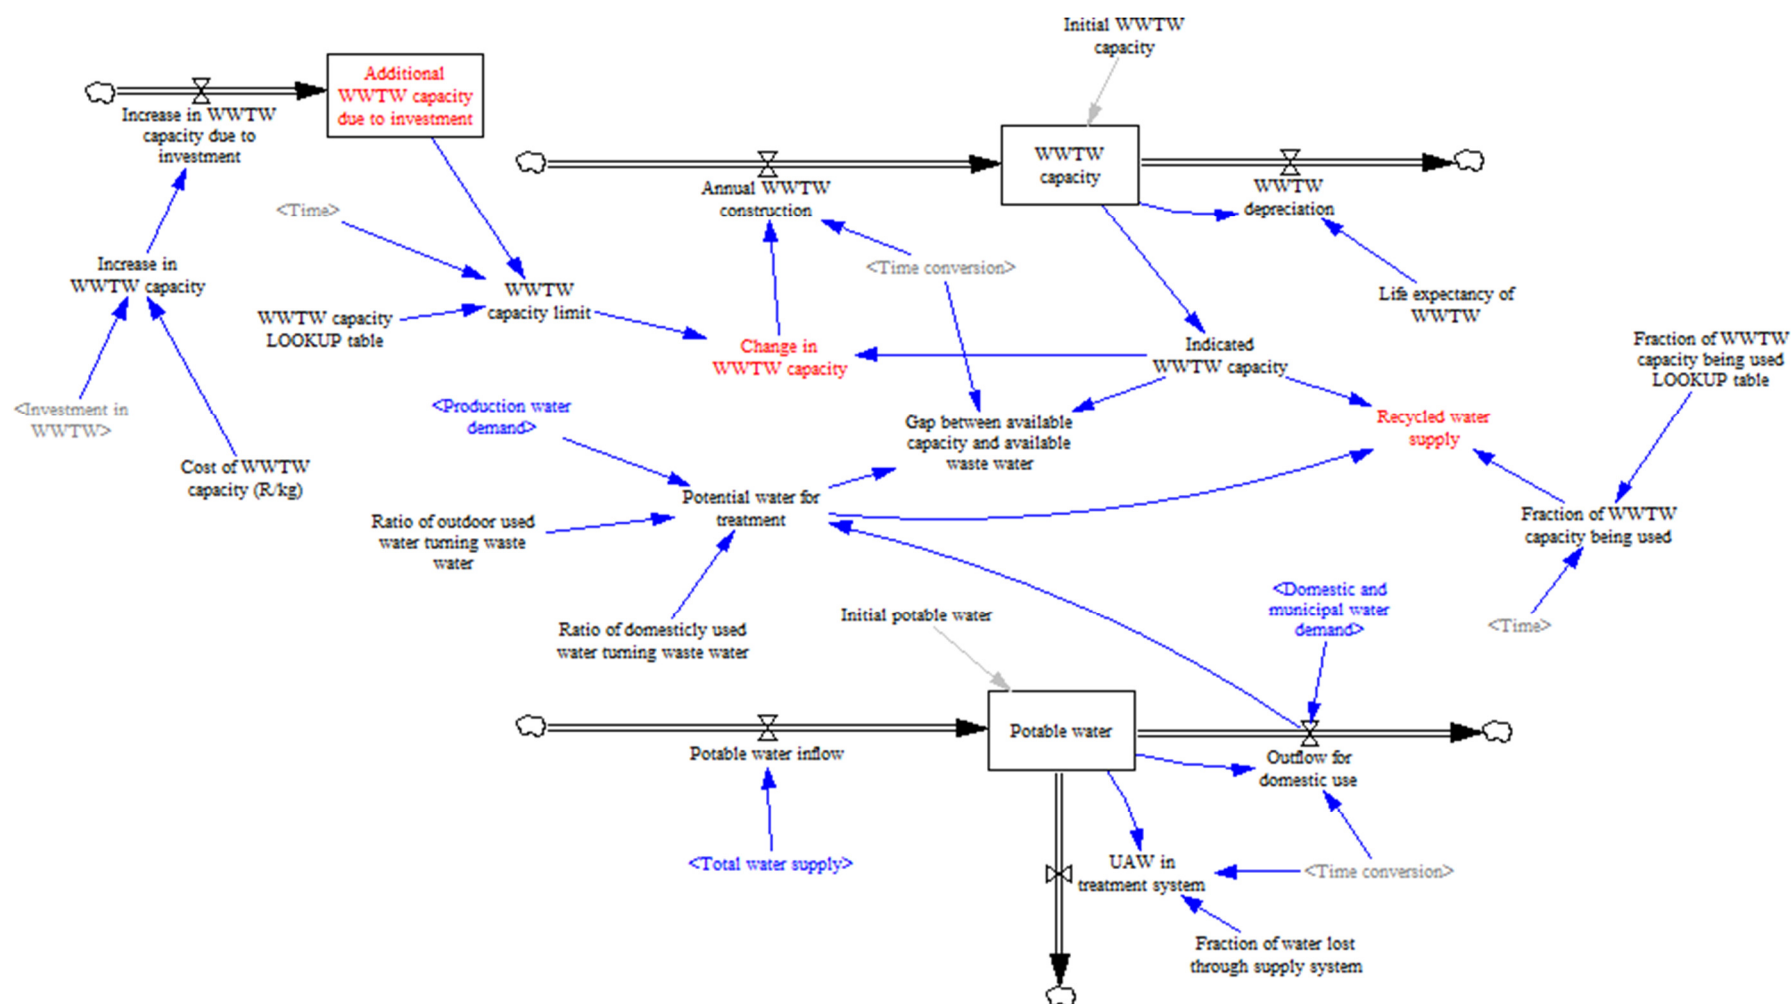 Initial WWTW
capacity
Additional
WWTW capacity
due to investment
Increase in WWTW
capacity due to
investment
WWTW
capacity
Annual WWTW
construction
WWTW
depreciation
<Time>
<Time conversion>
Increase in
WWTW capacity
WWTW
capacity limit
Life expectancy of
WWTW
WWTW capacity
LOOKUP table
Change in
WWTW capacity
Indicated
WWTW capacity
Fraction of WWTW
capacity being used
LOOKUP table
<Investment in
WWTW>
<Production water
demand>
Gap between available
capacity and available
waste water
Recycled water
supply
Cost of WWTW
capacity (R/kg)
Potential water for
treatment
Ratio of outdoor used
water turning waste
water
Fraction of WWTW
capacity being used
<Domestic and
municipal water
demand>
Initial potable water
<Time>
Ratio of domesticly used
water turning waste water
Potable water
Potable water inflow
Outflow for
domestic use
<Total water supply>
UAW in
treatment system
<Time conversion>
Fraction of water lost
through supply system